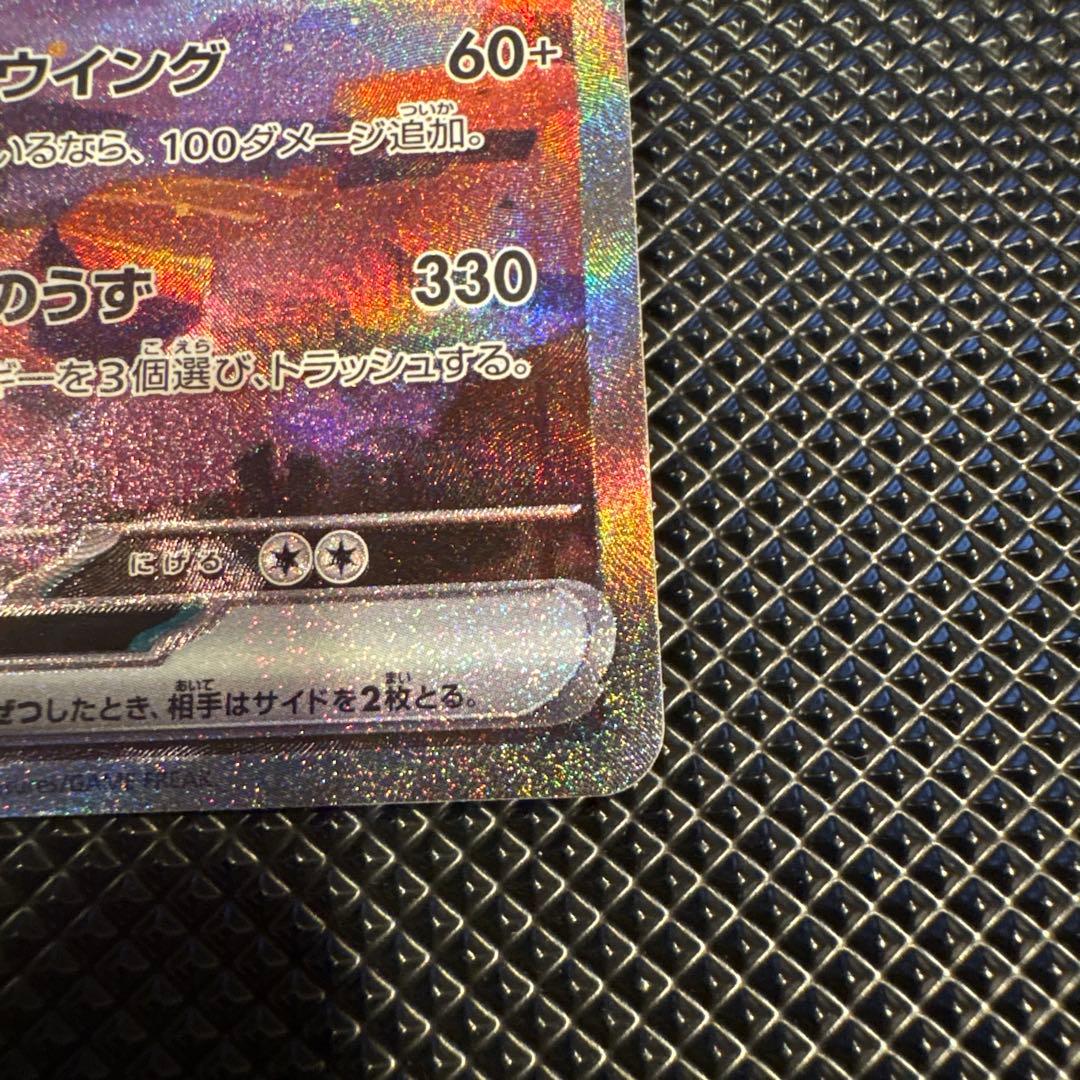 ウイング 60+
いるなら、100ダメージ追加。
ついか
のうず 330
ギーを3個選び、トラッシュする。
こ えら
にげる
ぜつしたとき、相手はサイドを2枚とる。
あいて まい
/GAME FREAK.